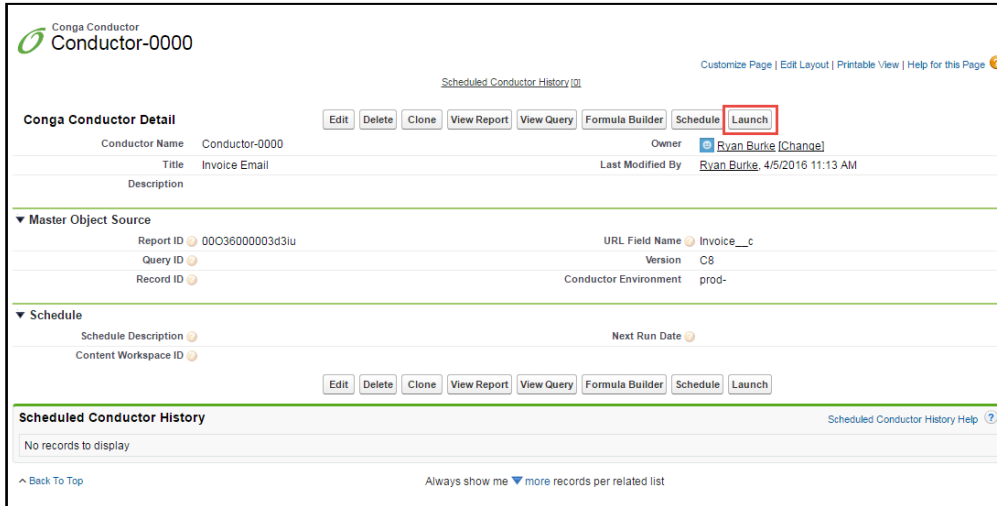 Conga Conductor
Conductor-0000
Customize Page | Edit Layout | Printable View | Help for this Page
Scheduled Conductor History [0]
Conga Conductor Detail Edit Delete Clone View Report View Query Formula Builder Schedule Launch
Conductor Name Conductor-0000 Owner Ryan Burke [Change]
Title Invoice Email Last Modified By Ryan Burke, 4/5/2016 11:13 AM
Description
Master Object Source
Report ID ? 00O36000003d3iu URL Field Name ? Invoice__c
Query ID ? Version C8
Record ID ? Conductor Environment prod-
Schedule
Schedule Description ? Next Run Date ?
Content Workspace ID ?
Edit Delete Clone View Report View Query Formula Builder Schedule Launch
Scheduled Conductor History Scheduled Conductor History Help ?
No records to display
Back To Top Always show me more records per related list